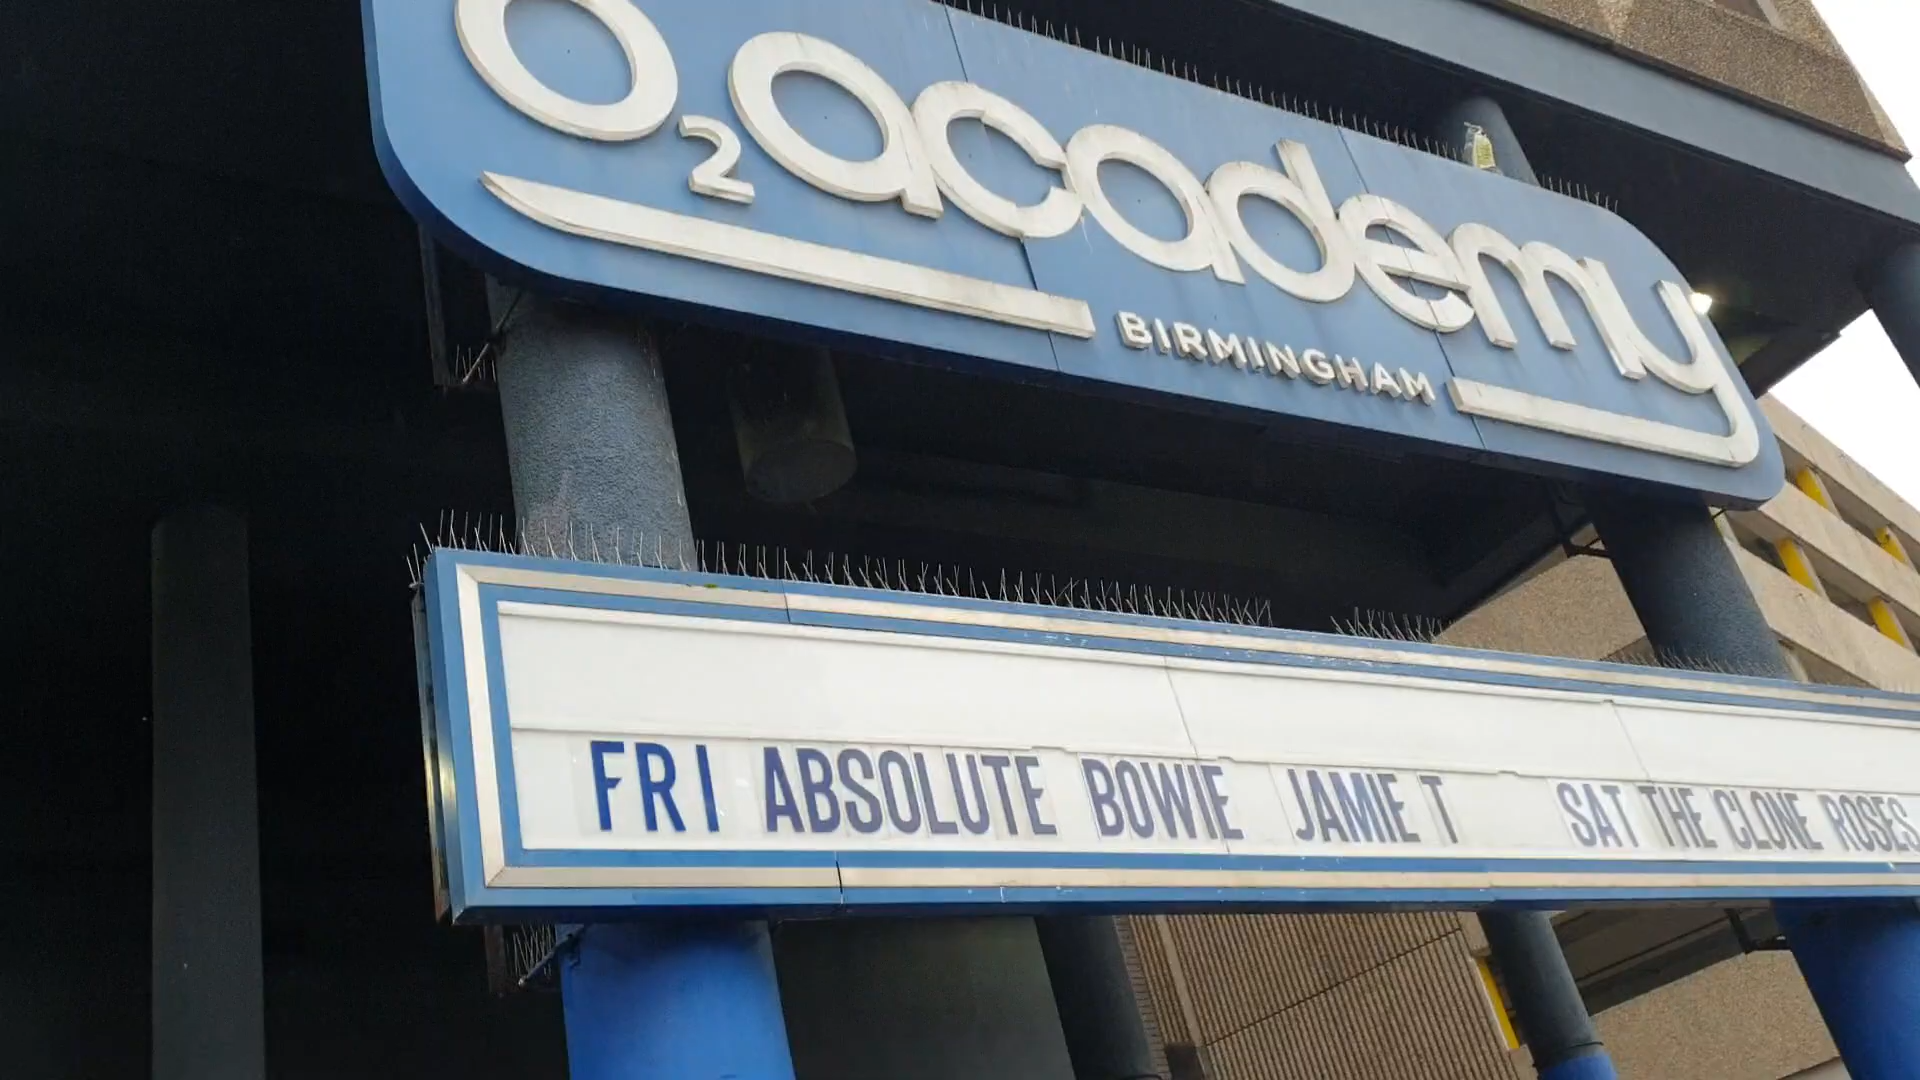 O2 academy
BIRMINGHAM
FRI ABSOLUTE BOWIE JAMIE T SAT THE CLONE ROSES